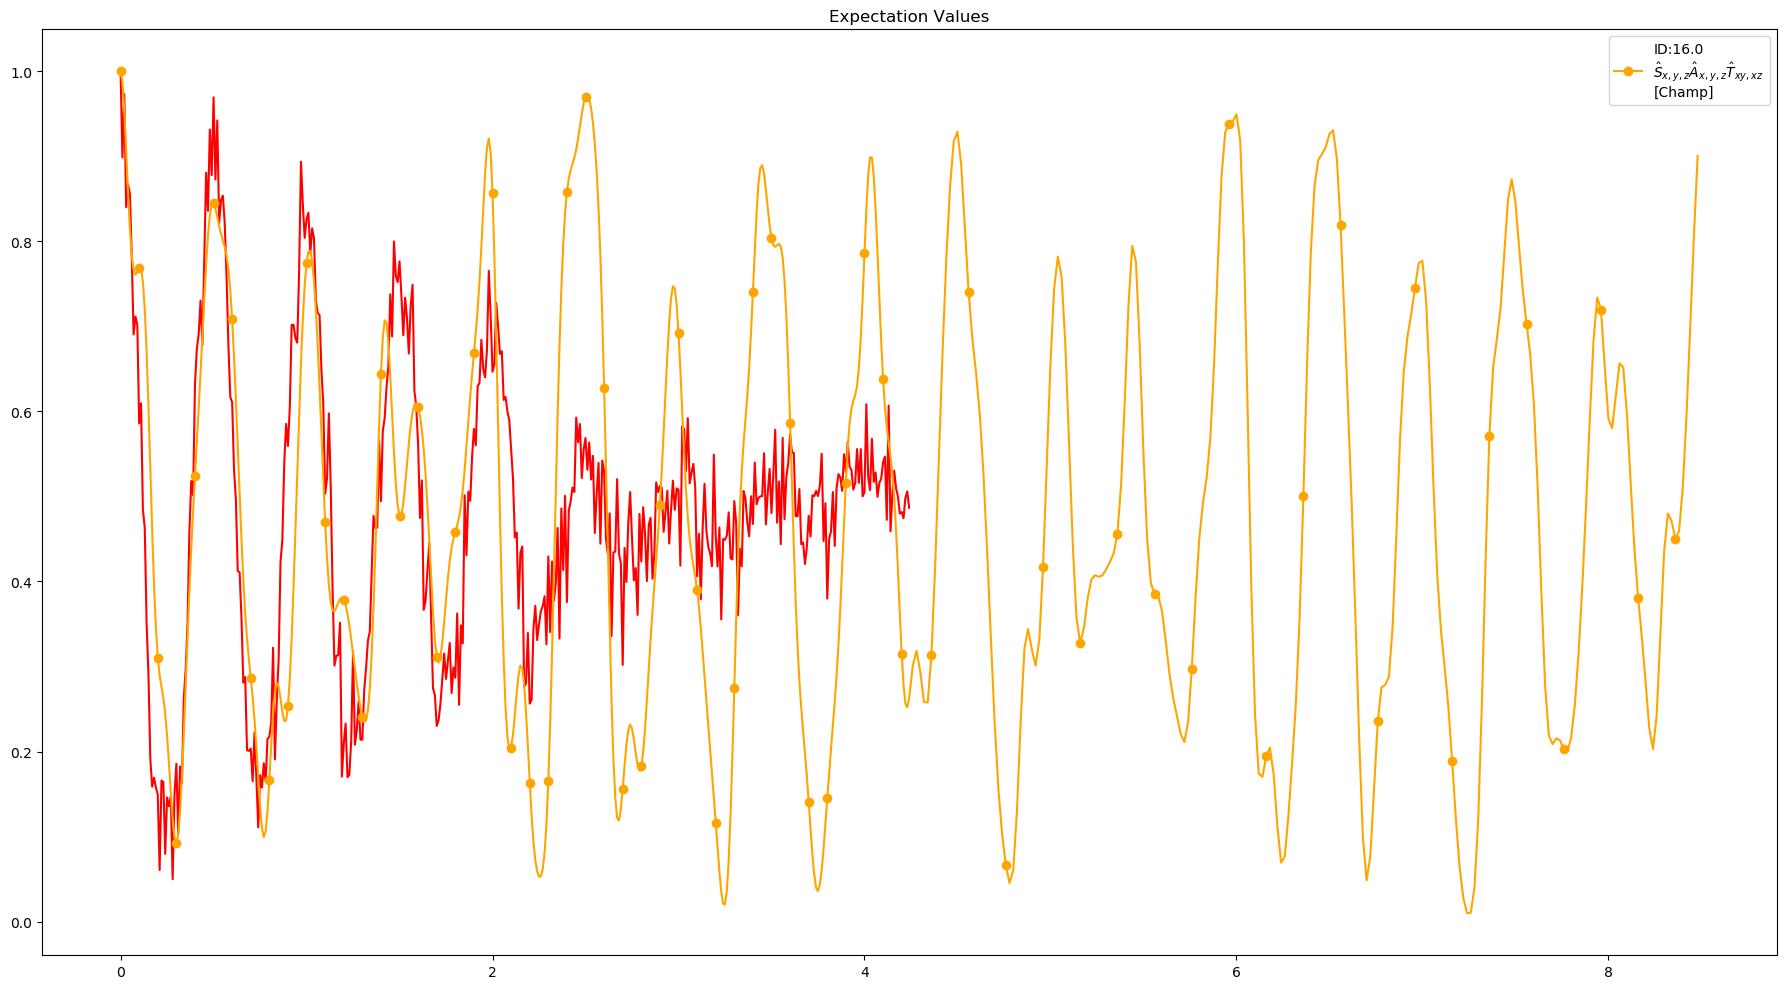 Expectation Values
ID:16.0
$\hat{S}_{x,y,z}\hat{A}_{x,y,z}\hat{T}_{xy,xz}$
[Champ]
1.0
0.8
0.6
0.4
0.2
0.0
0 2 4 6 8